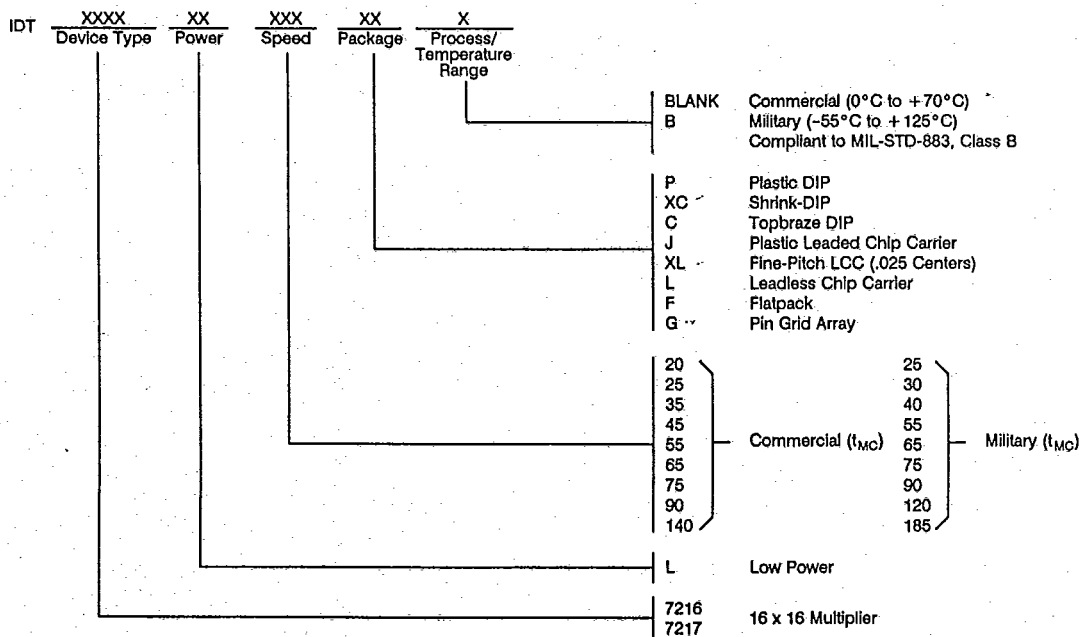 IDT XXXX XX XXX XX X
Device Type Power Speed Package Process/
Temperature
Range
BLANK Commercial (0°C to +70°C)
B Military (-55°C to +125°C)
Compliant to MIL-STD-883, Class B
P Plastic DIP
XC Shrink-DIP
C Topbraze DIP
J Plastic Leaded Chip Carrier
XL Fine-Pitch LCC (.025 Centers)
L Leadless Chip Carrier
F Flatpack
G Pin Grid Array
20 25
25 30
35 40
45 55
55 Commercial (tMC) 65 Military (tMC)
65 75
75 90
90 120
140 185
L Low Power
7216
7217
16 x 16 Multiplier